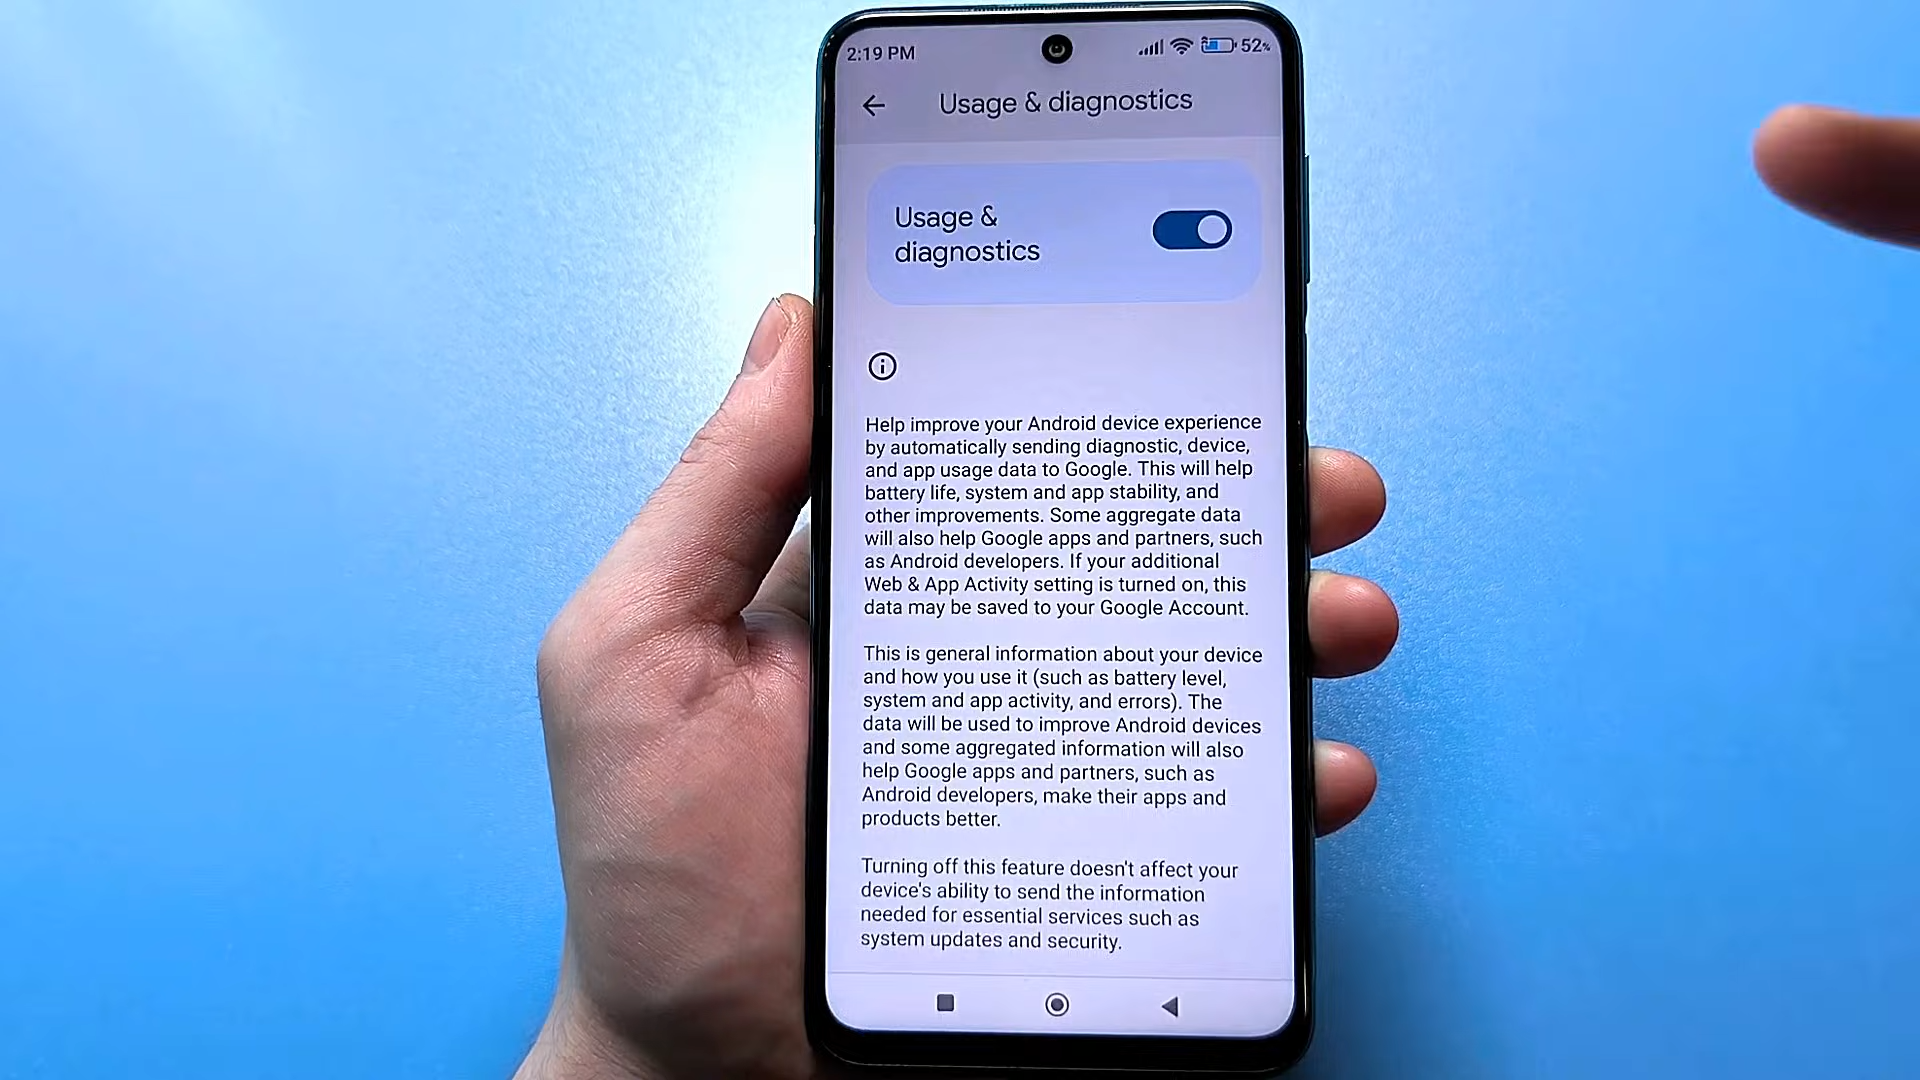 2:19 PM
52%
Usage & diagnostics
Usage &
diagnostics
Help improve your Android device experience
by automatically sending diagnostic, device,
and app usage data to Google. This will help
battery life, system and app stability, and
other improvements. Some aggregate data
will also help Google apps and partners, such
as Android developers. If your additional
Web & App Activity setting is turned on, this
data may be saved to your Google Account.
This is general information about your device
and how you use it (such as battery level,
system and app activity, and errors). The
data will be used to improve Android devices
and some aggregated information will also
help Google apps and partners, such as
Android developers, make their apps and
products better.
Turning off this feature doesn't affect your
device's ability to send the information
needed for essential services such as
system updates and security.